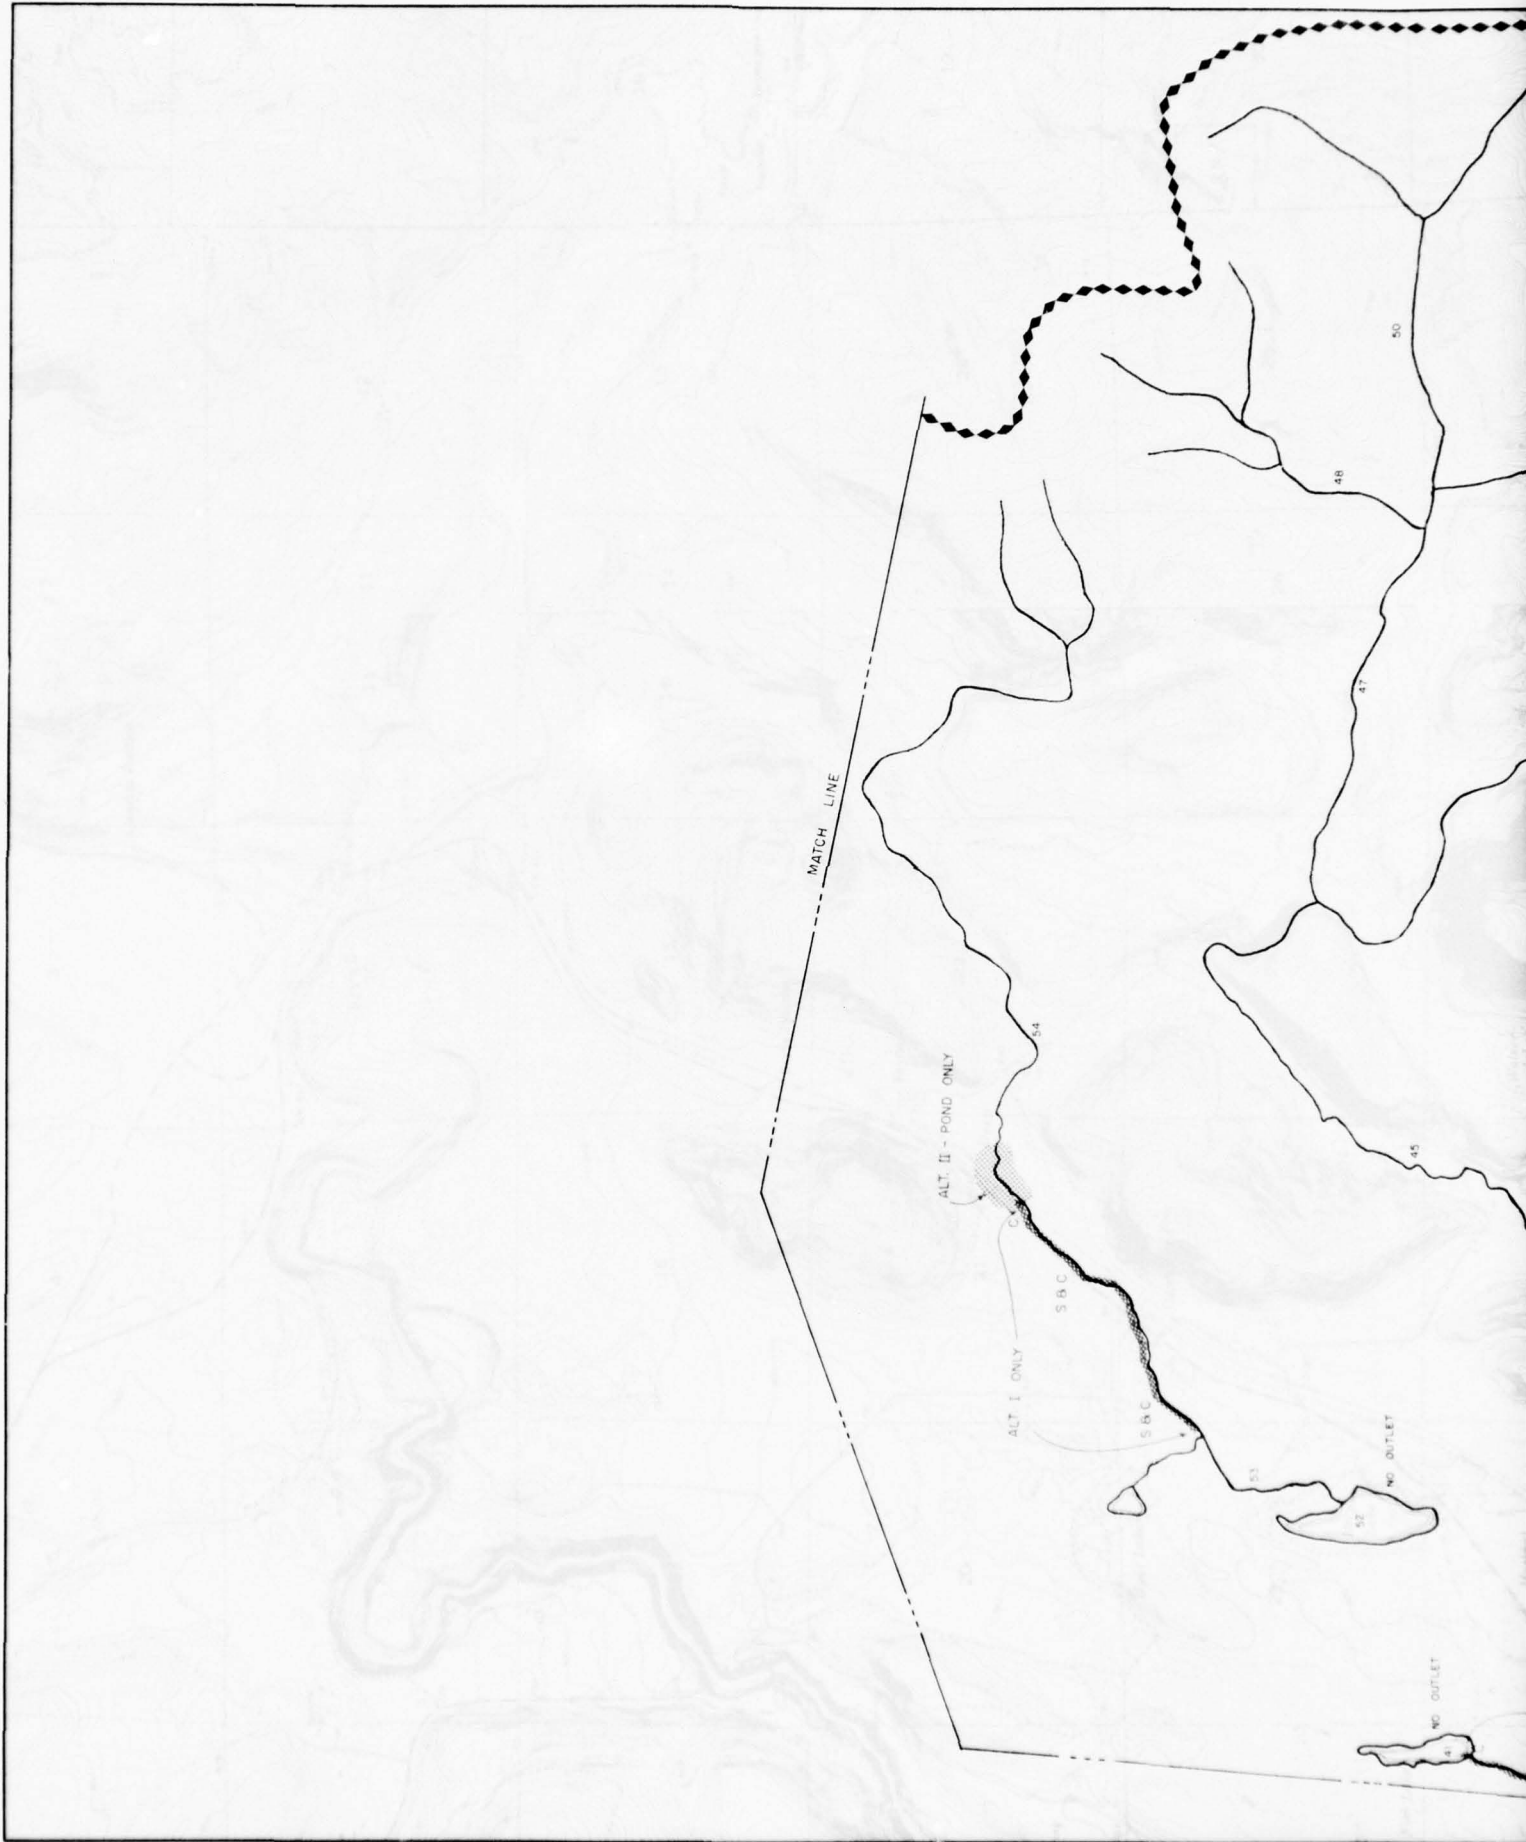 50
48
47
MATCH LINE
54
ALT. II - POND ONLY
45
C
S & C
ALT I ONLY
S & C
53
NO OUTLET
52
NO OUTLET
41